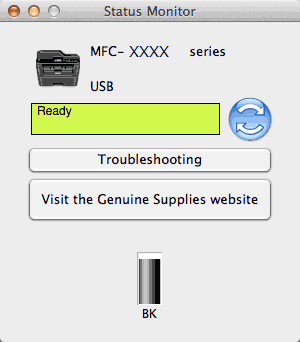 Status Monitor
MFC- XXXX series
USB
Ready
Troubleshooting
Visit the Genuine Supplies website
BK